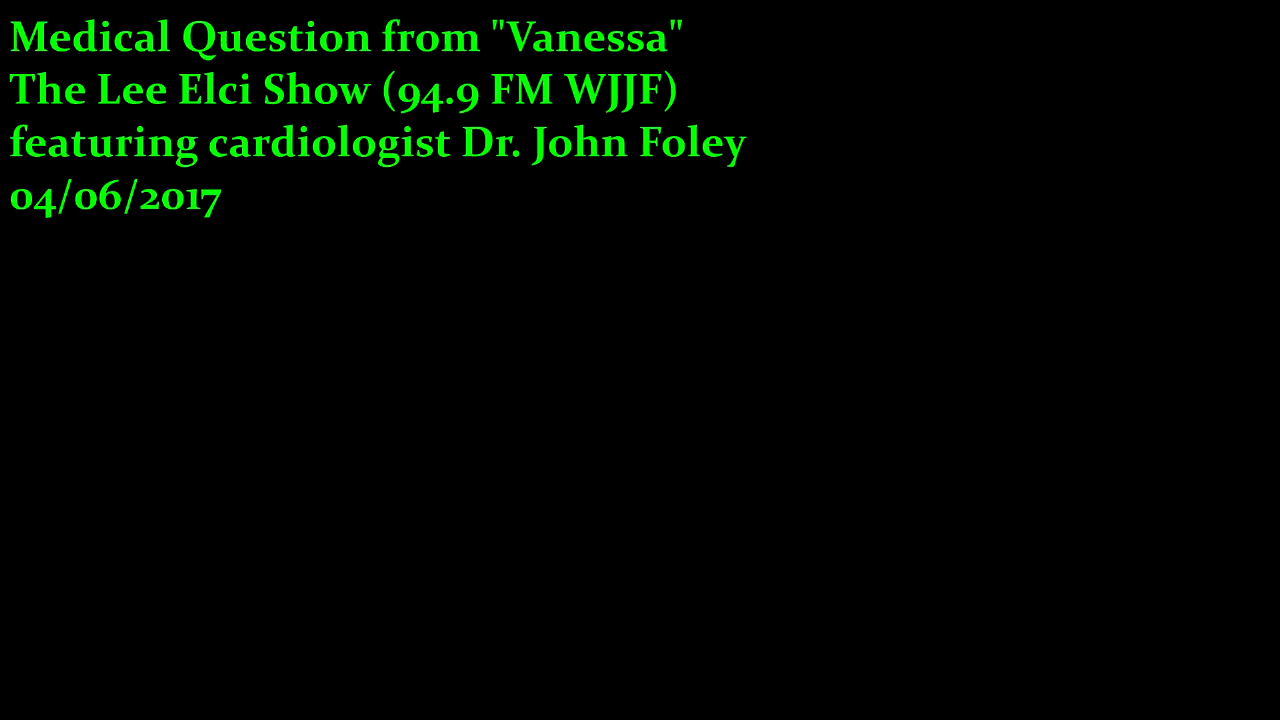 Medical Question from "Vanessa"
The Lee Elci Show (94.9 FM WJJF)
featuring cardiologist Dr. John Foley
04/06/2017